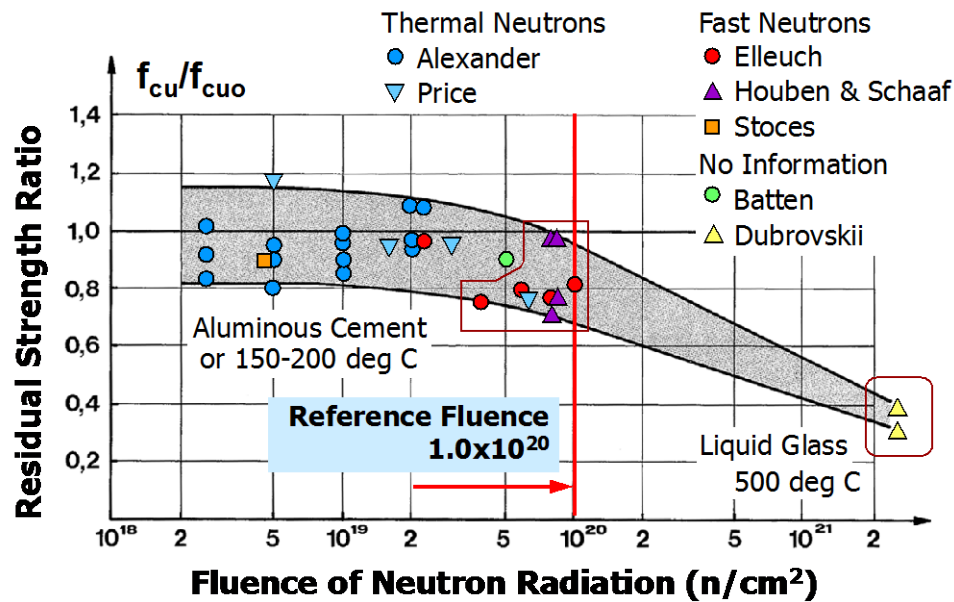 Thermal Neutrons
Alexander
Price
Fast Neutrons
Elleuch
Houben & Schaaf
Stoces
No Information
Batten
Dubrovskii
fcu/fcuo
Residual Strength Ratio
1,4
1,2
1,0
0,8
0,6
0,4
0,2
Aluminous Cement
or 150-200 deg C
Reference Fluence
1.0x10²⁰
Liquid Glass
500 deg C
10¹⁸ 2 5 10¹⁹ 2 5 10²⁰ 2 5 10²¹ 2
Fluence of Neutron Radiation (n/cm²)